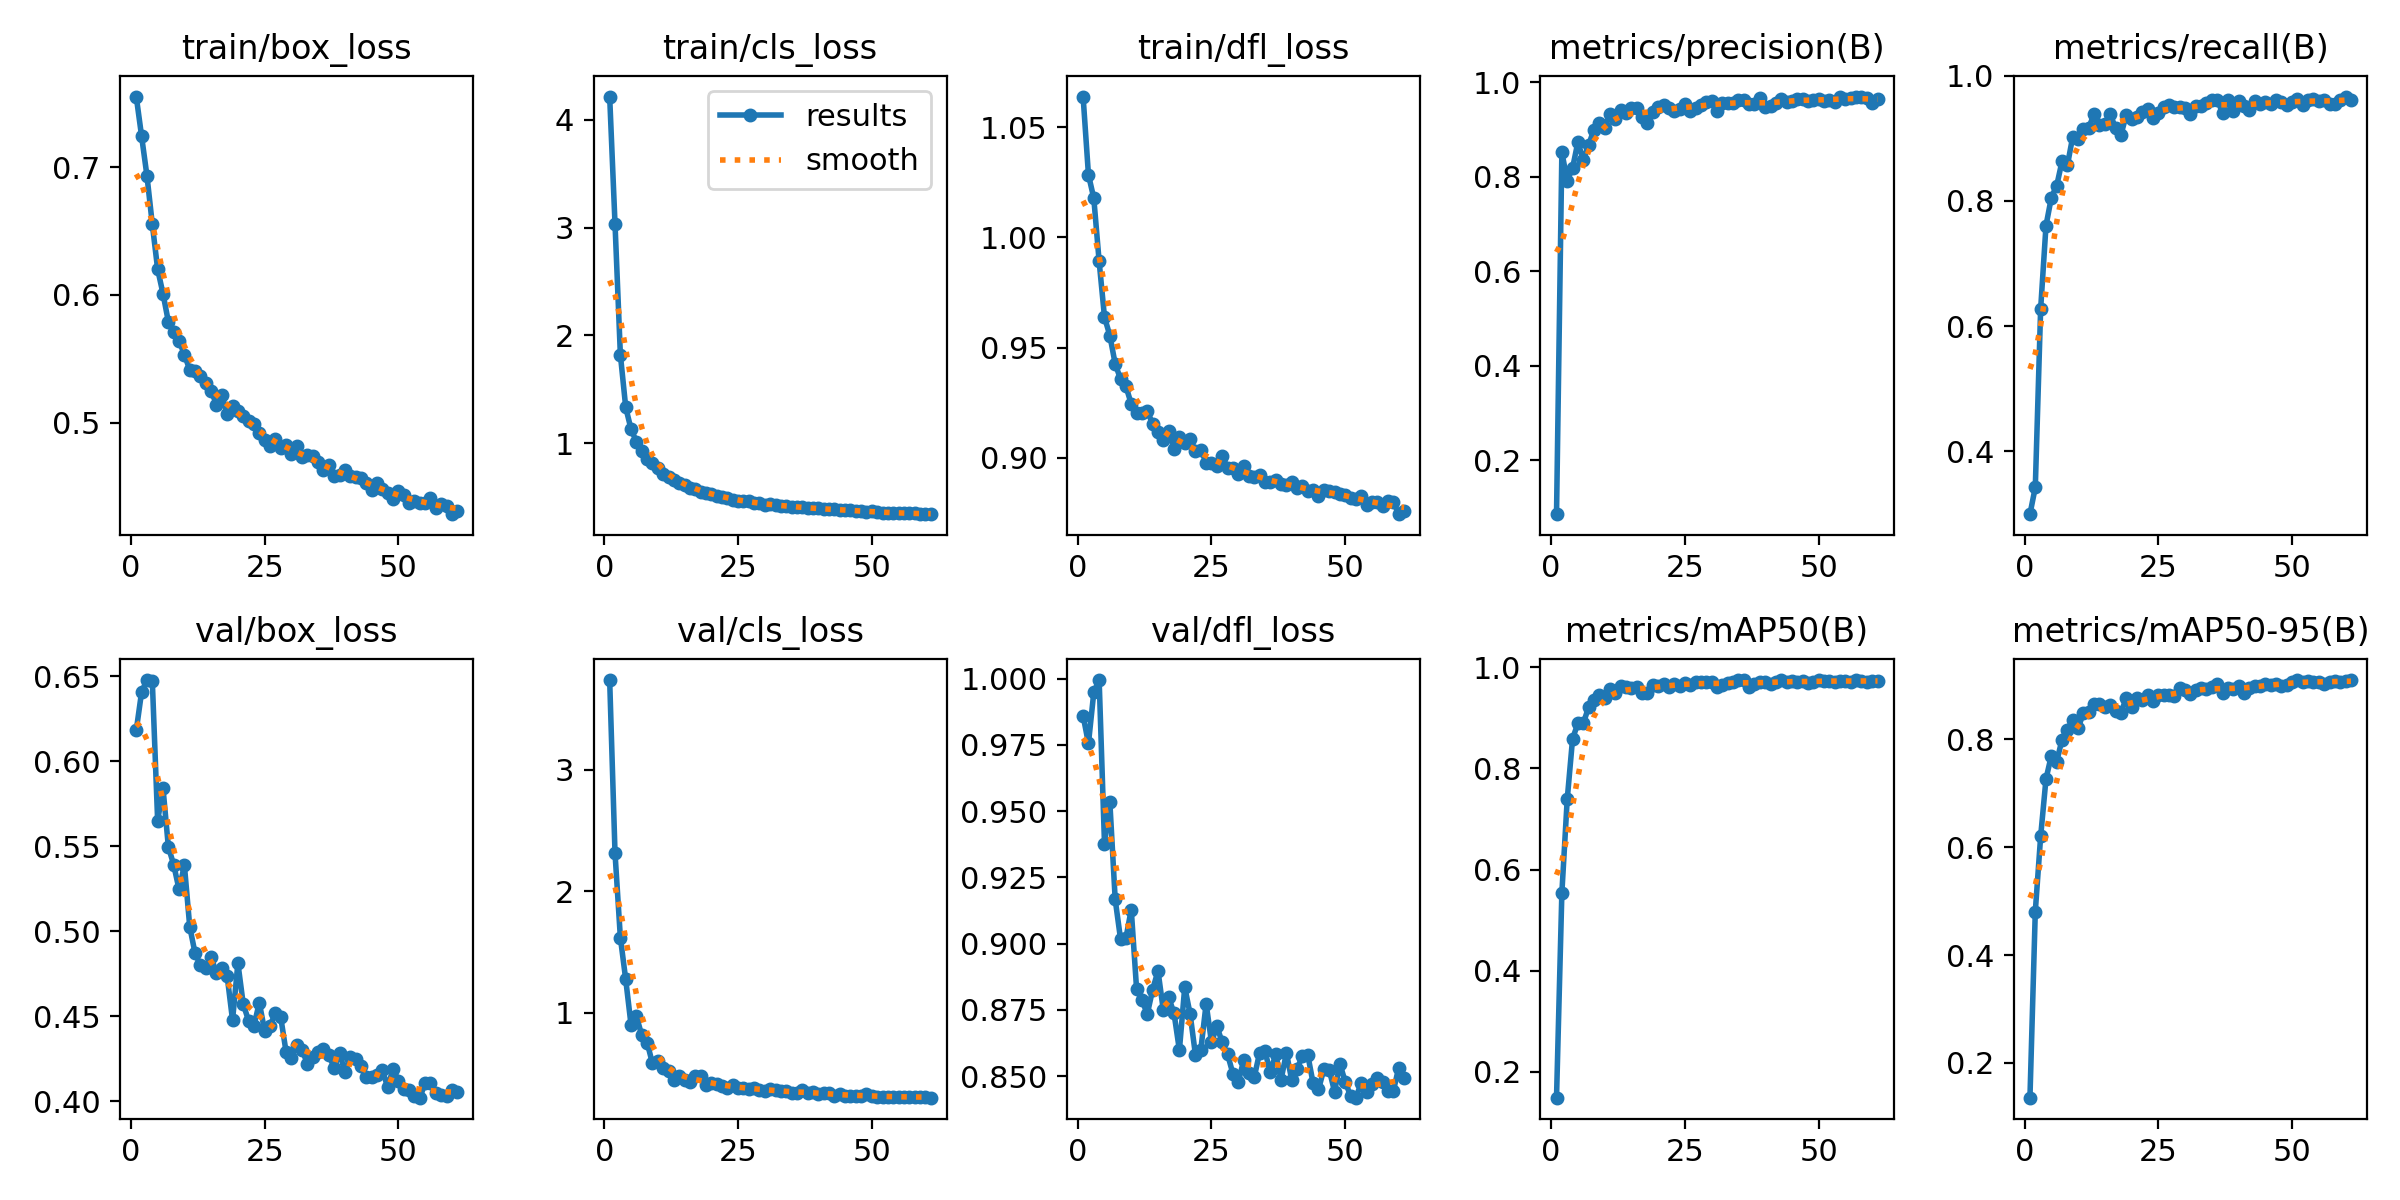 train/box_loss
0.7
0.6
0.5
0 25 50
train/cls_loss
results
smooth
4
3
2
1
0 25 50
train/dfl_loss
1.05
1.00
0.95
0.90
0 25 50
metrics/precision(B)
1.0
0.8
0.6
0.4
0.2
0 25 50
metrics/recall(B)
1.0
0.8
0.6
0.4
0 25 50
val/box_loss
0.65
0.60
0.55
0.50
0.45
0.40
0 25 50
val/cls_loss
3
2
1
0 25 50
val/dfl_loss
1.000
0.975
0.950
0.925
0.900
0.875
0.850
0 25 50
metrics/mAP50(B)
1.0
0.8
0.6
0.4
0.2
0 25 50
metrics/mAP50-95(B)
0.8
0.6
0.4
0.2
0 25 50